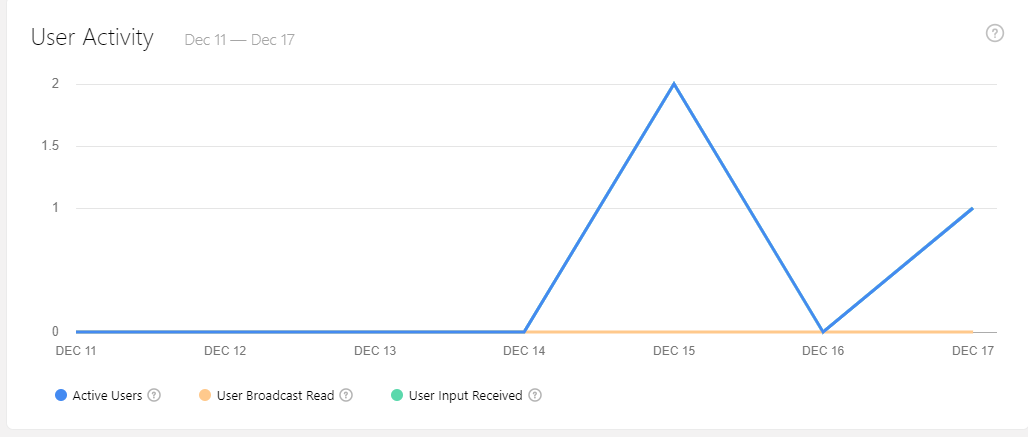 User Activity Dec 11 — Dec 17
2
1.5
1
0
DEC 11 DEC 12 DEC 13 DEC 14 DEC 15 DEC 16 DEC 17
Active Users ? User Broadcast Read ? User Input Received ?